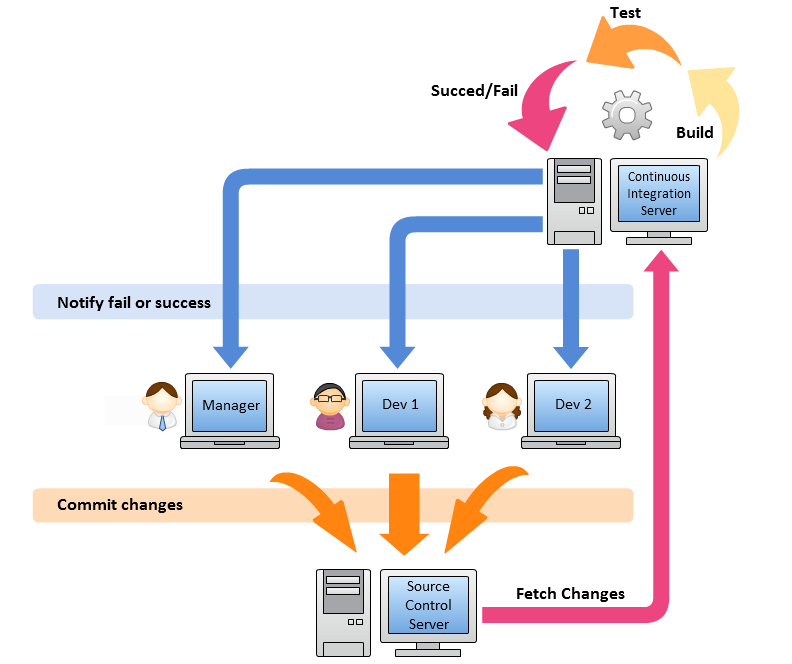 Test
Succed/Fail
Build
Continuous
Integration
Server
Notify fail or success
Manager
Dev 1
Dev 2
Commit changes
Source
Control
Server
Fetch Changes